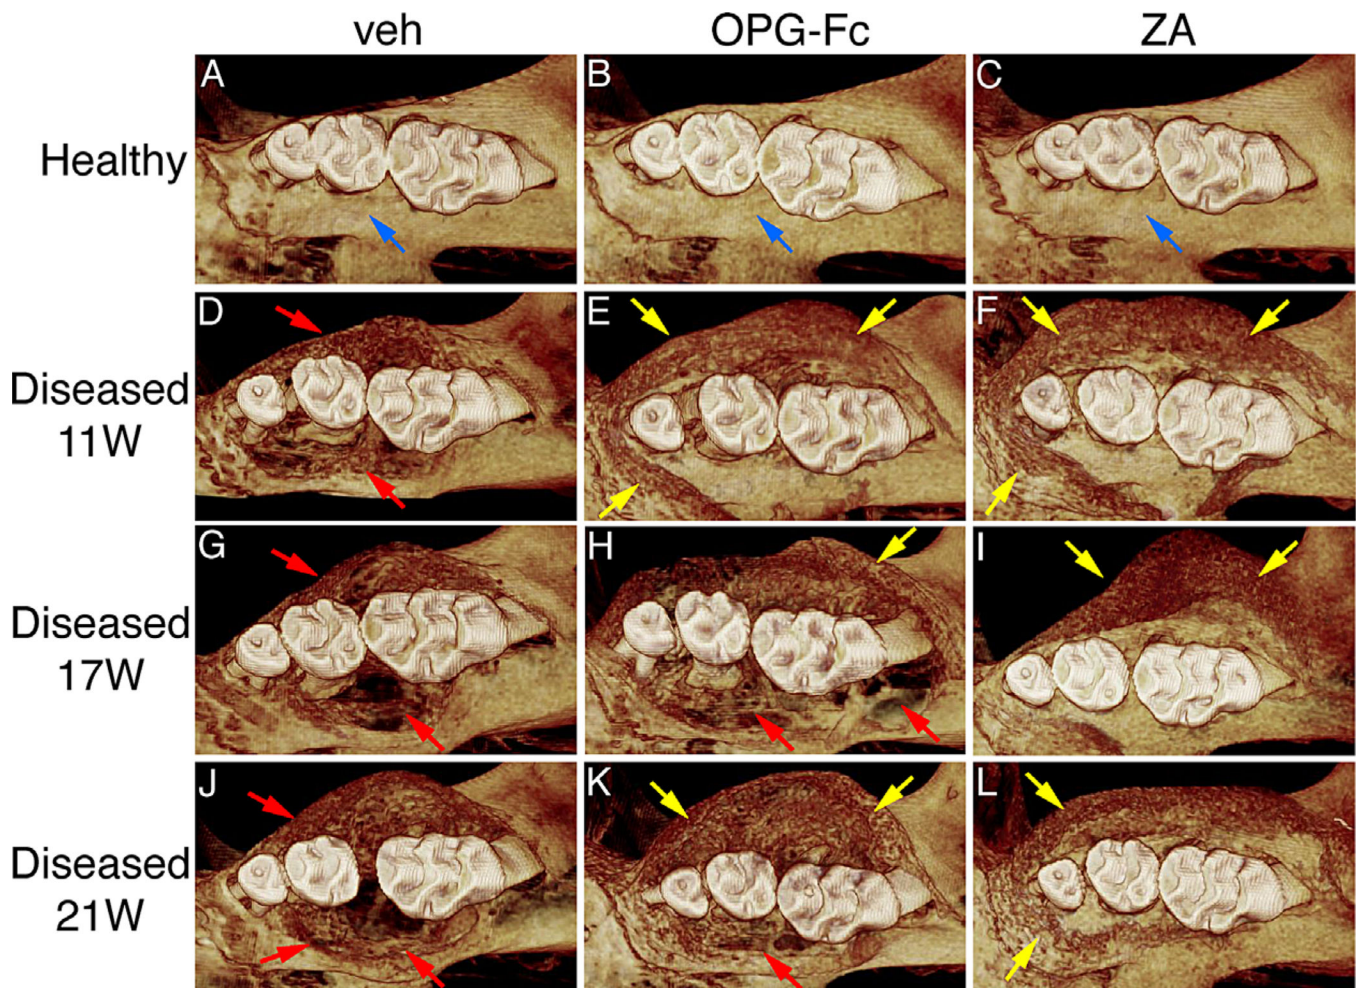 veh OPG-Fc ZA
A B C
Healthy
D E F
Diseased
11W
G H I
Diseased
17W
J K L
Diseased
21W